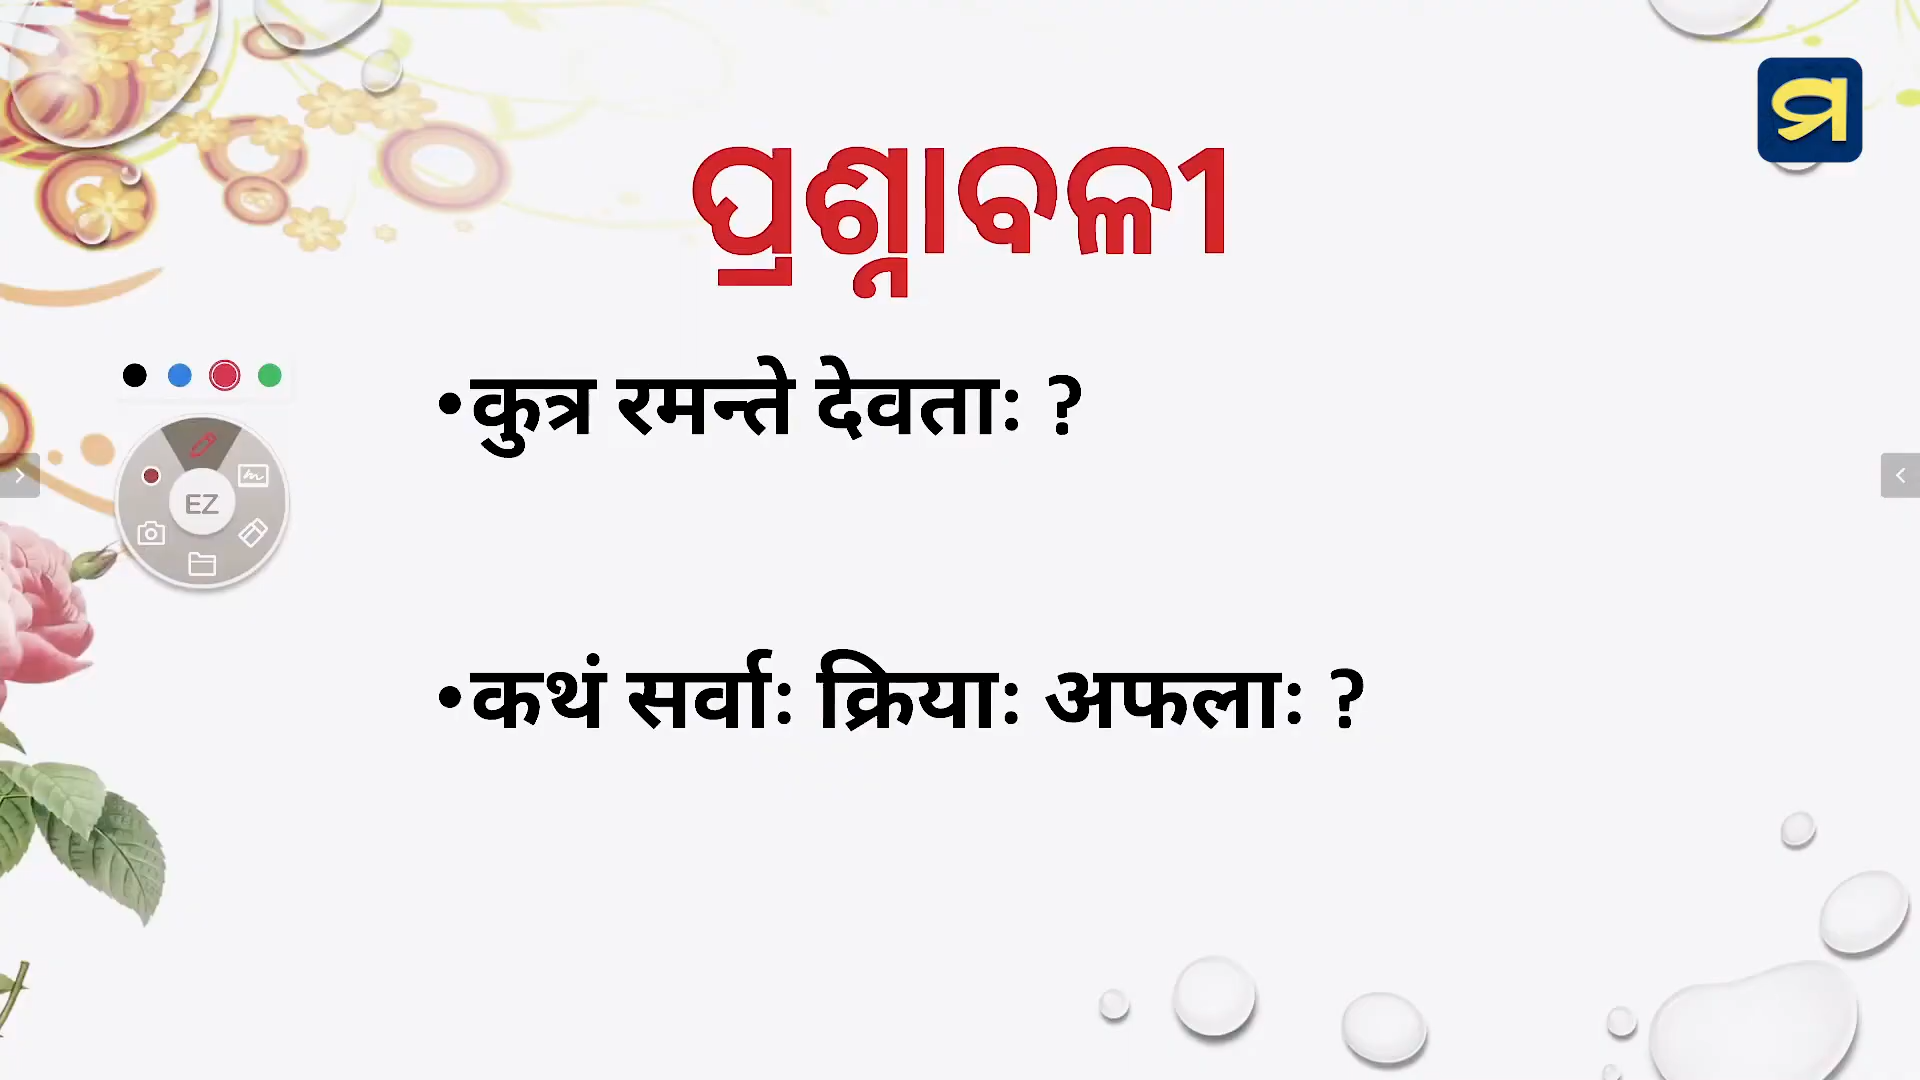 ପ୍ରଶ୍ନାବଳୀ
•कुत्र रमन्ते देवताः ?
EZ
•कथं सर्वाः क्रियाः अफलाः ?